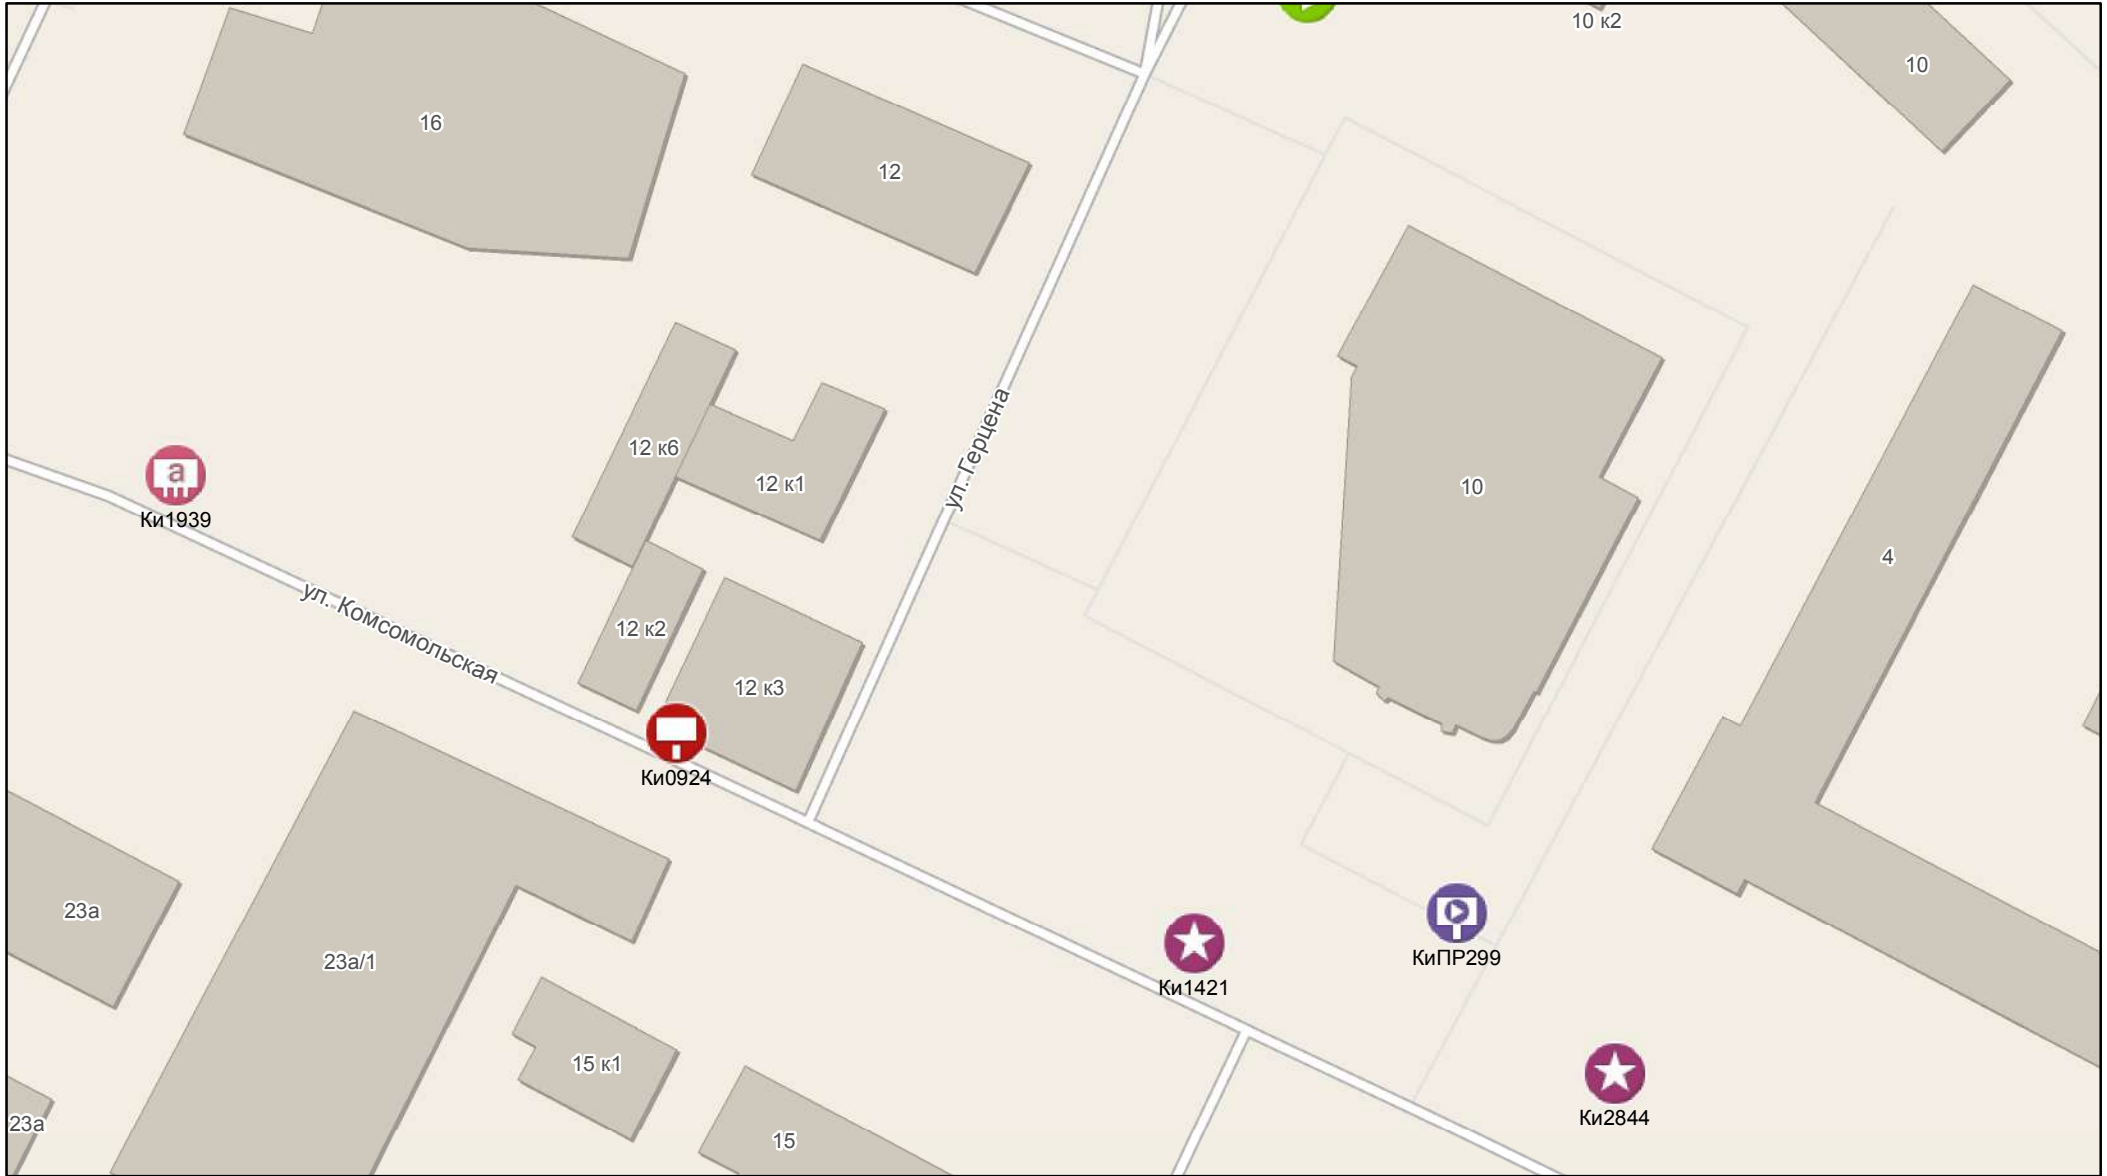 10 к2
10
16
12
ул. Герцена
12 к6
12 к1
10
a
Ки1939
4
ул. Комсомольская
12 к2
12 к3
Ки0924
23а
23а/1
КиПР299
Ки1421
15 к1
Ки2844
23а
15